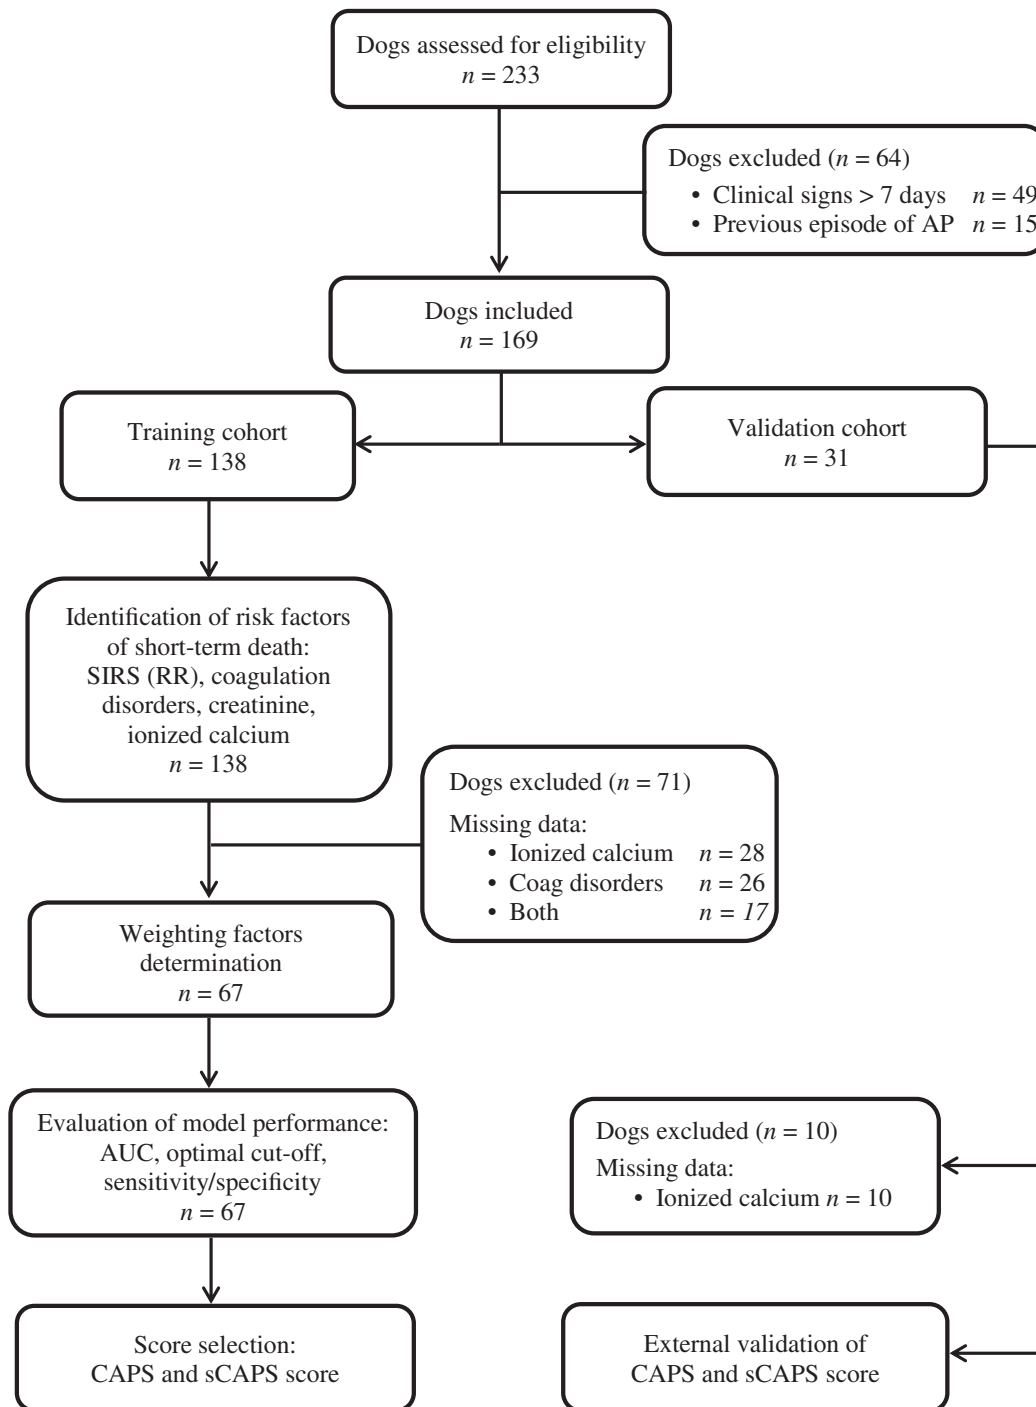 Dogs assessed for eligibility
n = 233
Dogs excluded (n = 64)
• Clinical signs > 7 days n = 49
• Previous episode of AP n = 15
Dogs included
n = 169
Training cohort
n = 138
Validation cohort
n = 31
Identification of risk factors
of short-term death:
SIRS (RR), coagulation
disorders, creatinine,
ionized calcium
n = 138
Dogs excluded (n = 71)
Missing data:
• Ionized calcium n = 28
• Coag disorders n = 26
• Both n = 17
Weighting factors
determination
n = 67
Evaluation of model performance:
AUC, optimal cut-off,
sensitivity/specificity
n = 67
Dogs excluded (n = 10)
Missing data:
• Ionized calcium n = 10
Score selection:
CAPS and sCAPS score
External validation of
CAPS and sCAPS score